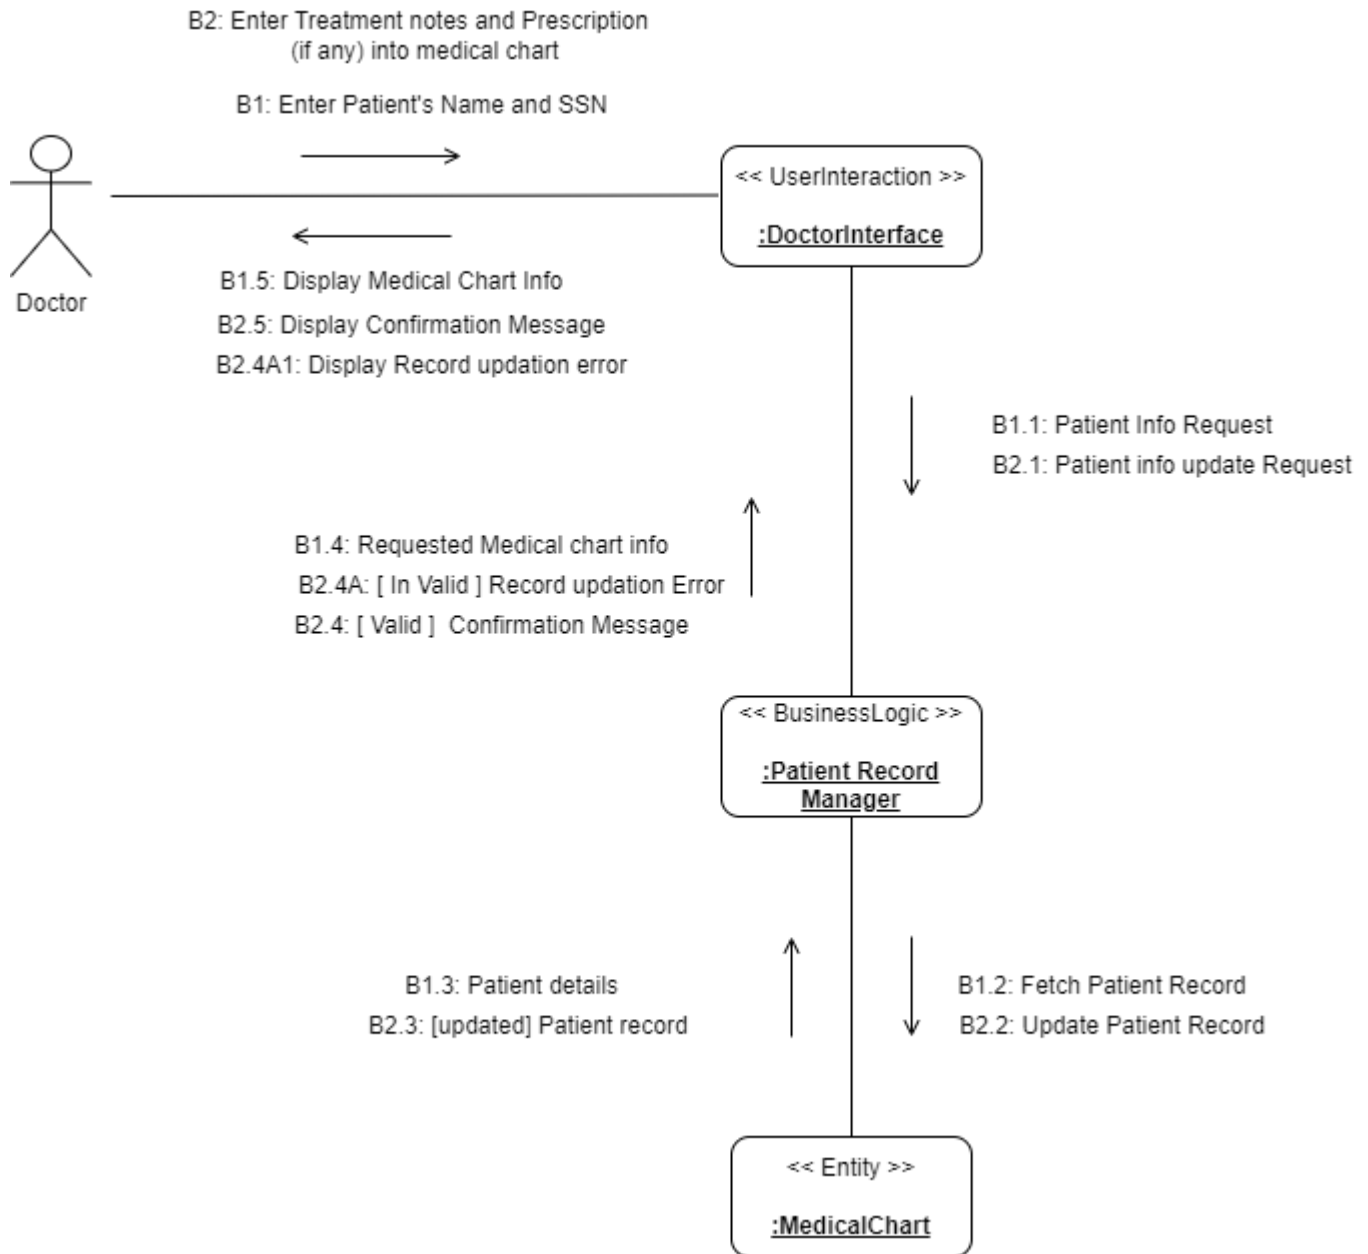 B2: Enter Treatment notes and Prescription
(if any) into medical chart
B1: Enter Patient's Name and SSN
<< UserInteraction >>
:DoctorInterface
Doctor
B1.5: Display Medical Chart Info
B2.5: Display Confirmation Message
B2.4A1: Display Record updation error
B1.1: Patient Info Request
B2.1: Patient info update Request
B1.4: Requested Medical chart info
B2.4A: [ In Valid ] Record updation Error
B2.4: [ Valid ] Confirmation Message
<< BusinessLogic >>
:Patient Record
Manager
B1.3: Patient details
B2.3: [updated] Patient record
B1.2: Fetch Patient Record
B2.2: Update Patient Record
<< Entity >>
:MedicalChart